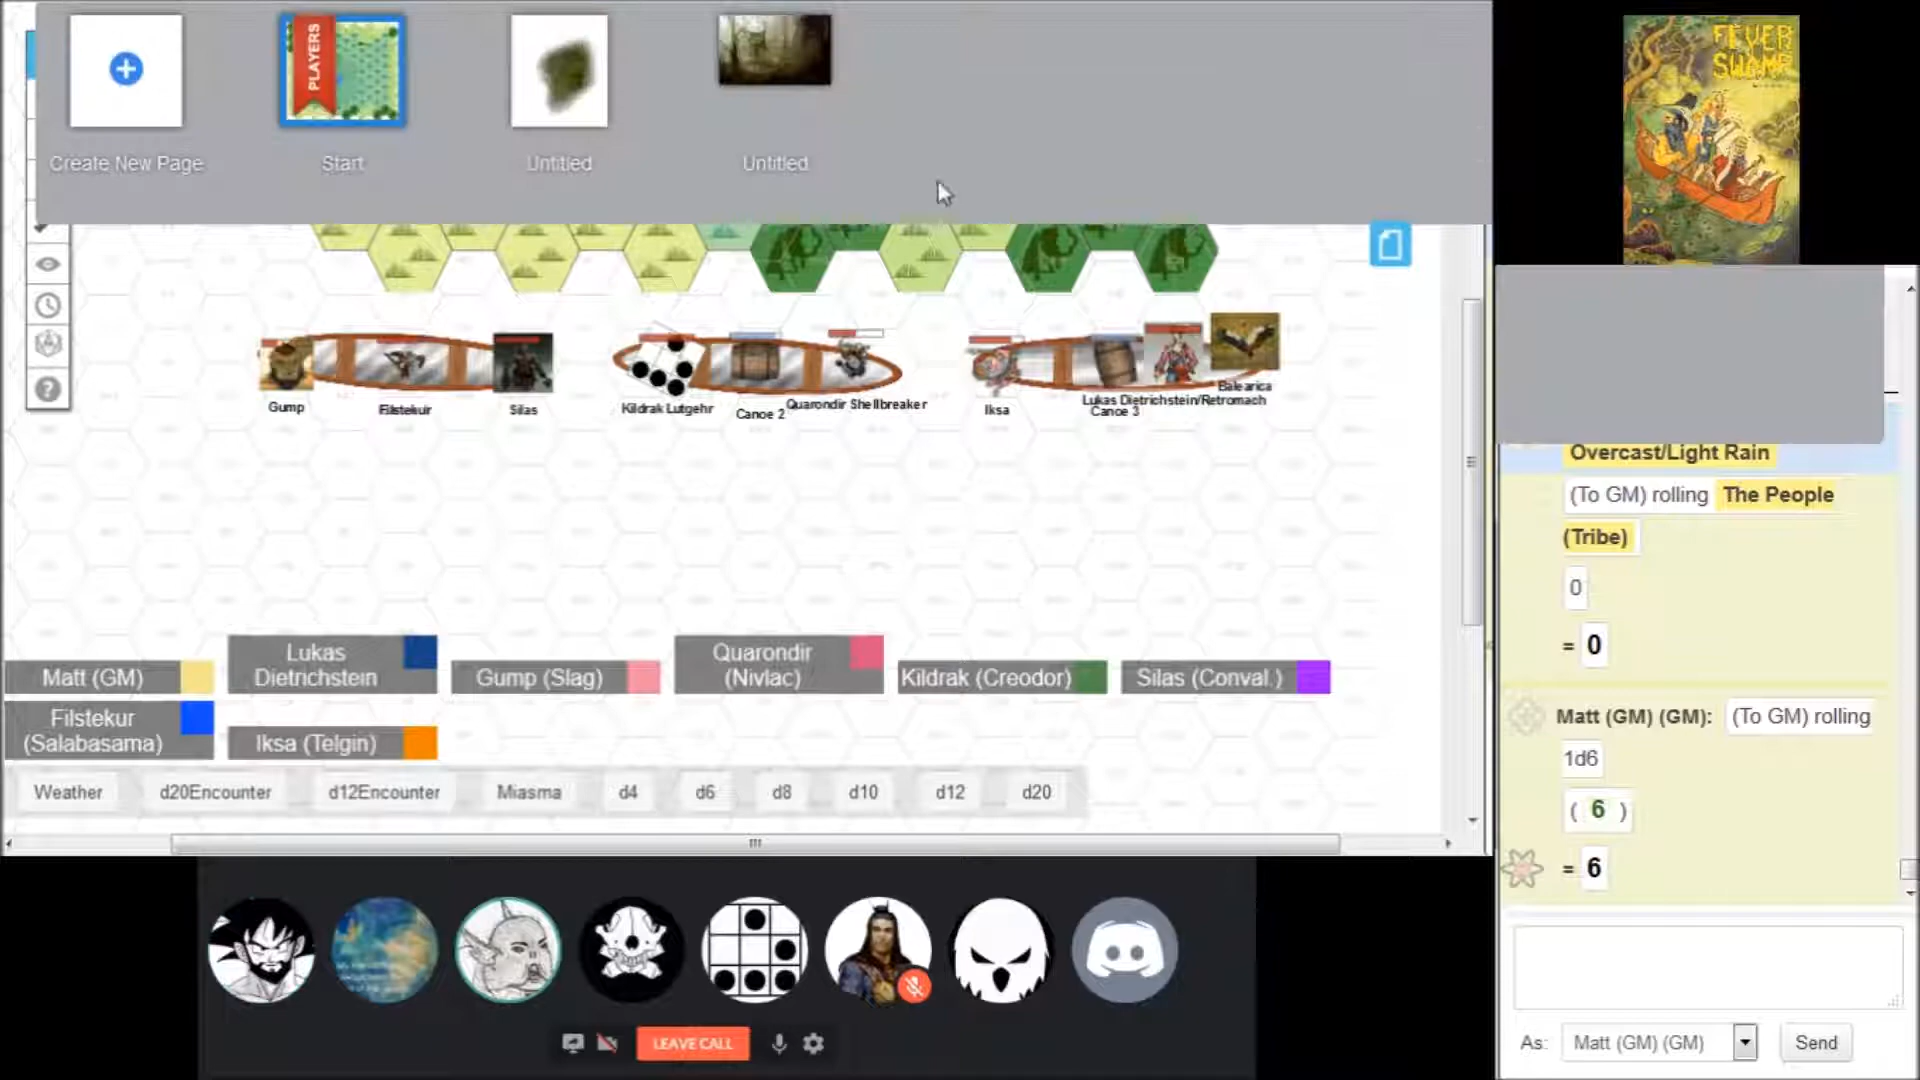 PLAYERS
Create New Page
Start
Untitled
Untitled
FEVER
SWAMP
Gump
Filstekur
Silas
Kildrak Lutgehr
Canoe 2
Quarondir Shellbreaker
Iksa
Balearica
Lukas Dietrichstein/Retromach
Canoe 3
Overcast/Light Rain
(To GM) rolling The People
(Tribe)
0
= 0
Matt (GM) (GM): (To GM) rolling
1d6
( 6 )
= 6
Matt (GM)
Lukas
Dietrichstein
Gump (Slag)
Quarondir
(Nivlac)
Kildrak (Creodor)
Silas (Conval.)
Filstekur
(Salabasama)
Iksa (Telgin)
Weather d20Encounter d12Encounter Miasma d4 d6 d8 d10 d12 d20
LEAVE CALL
As: Matt (GM) (GM) Send